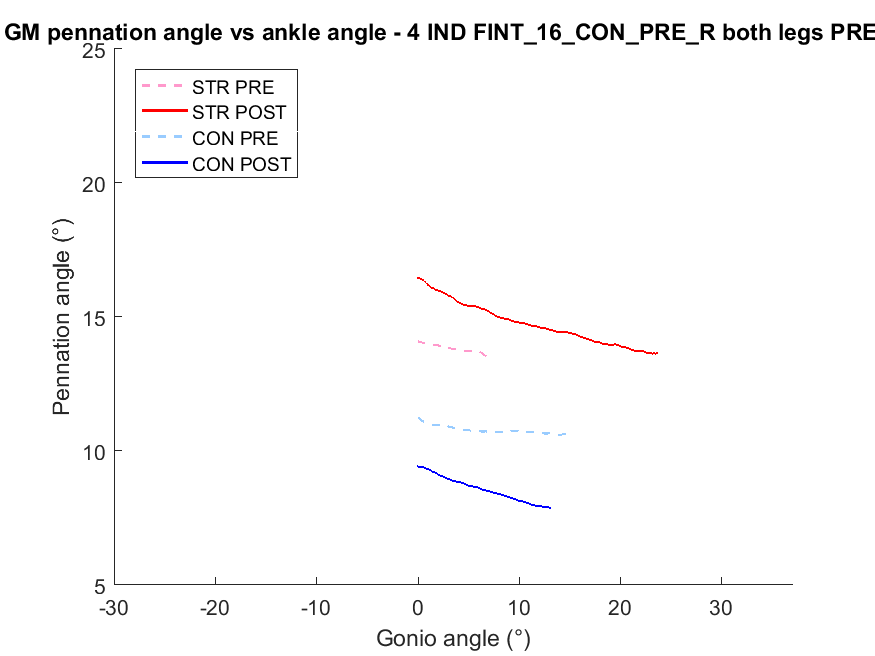 GM pennation angle vs ankle angle - 4 IND FINT_16_CON_PRE_R both legs PRE
25
STR PRE
STR POST
CON PRE
CON POST
20
15
10
5
Pennation angle (°)
-30 -20 -10 0 10 20 30
Gonio angle (°)